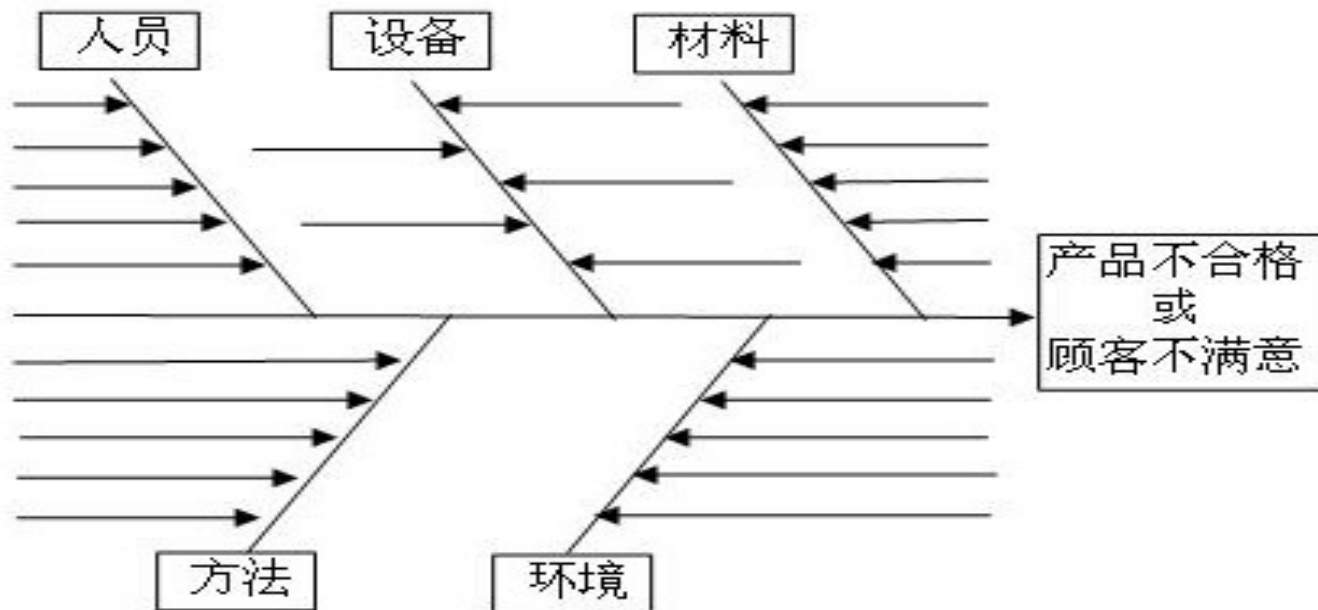 人员
设备
材料
产品不合格
或
顾客不满意
方法
环境